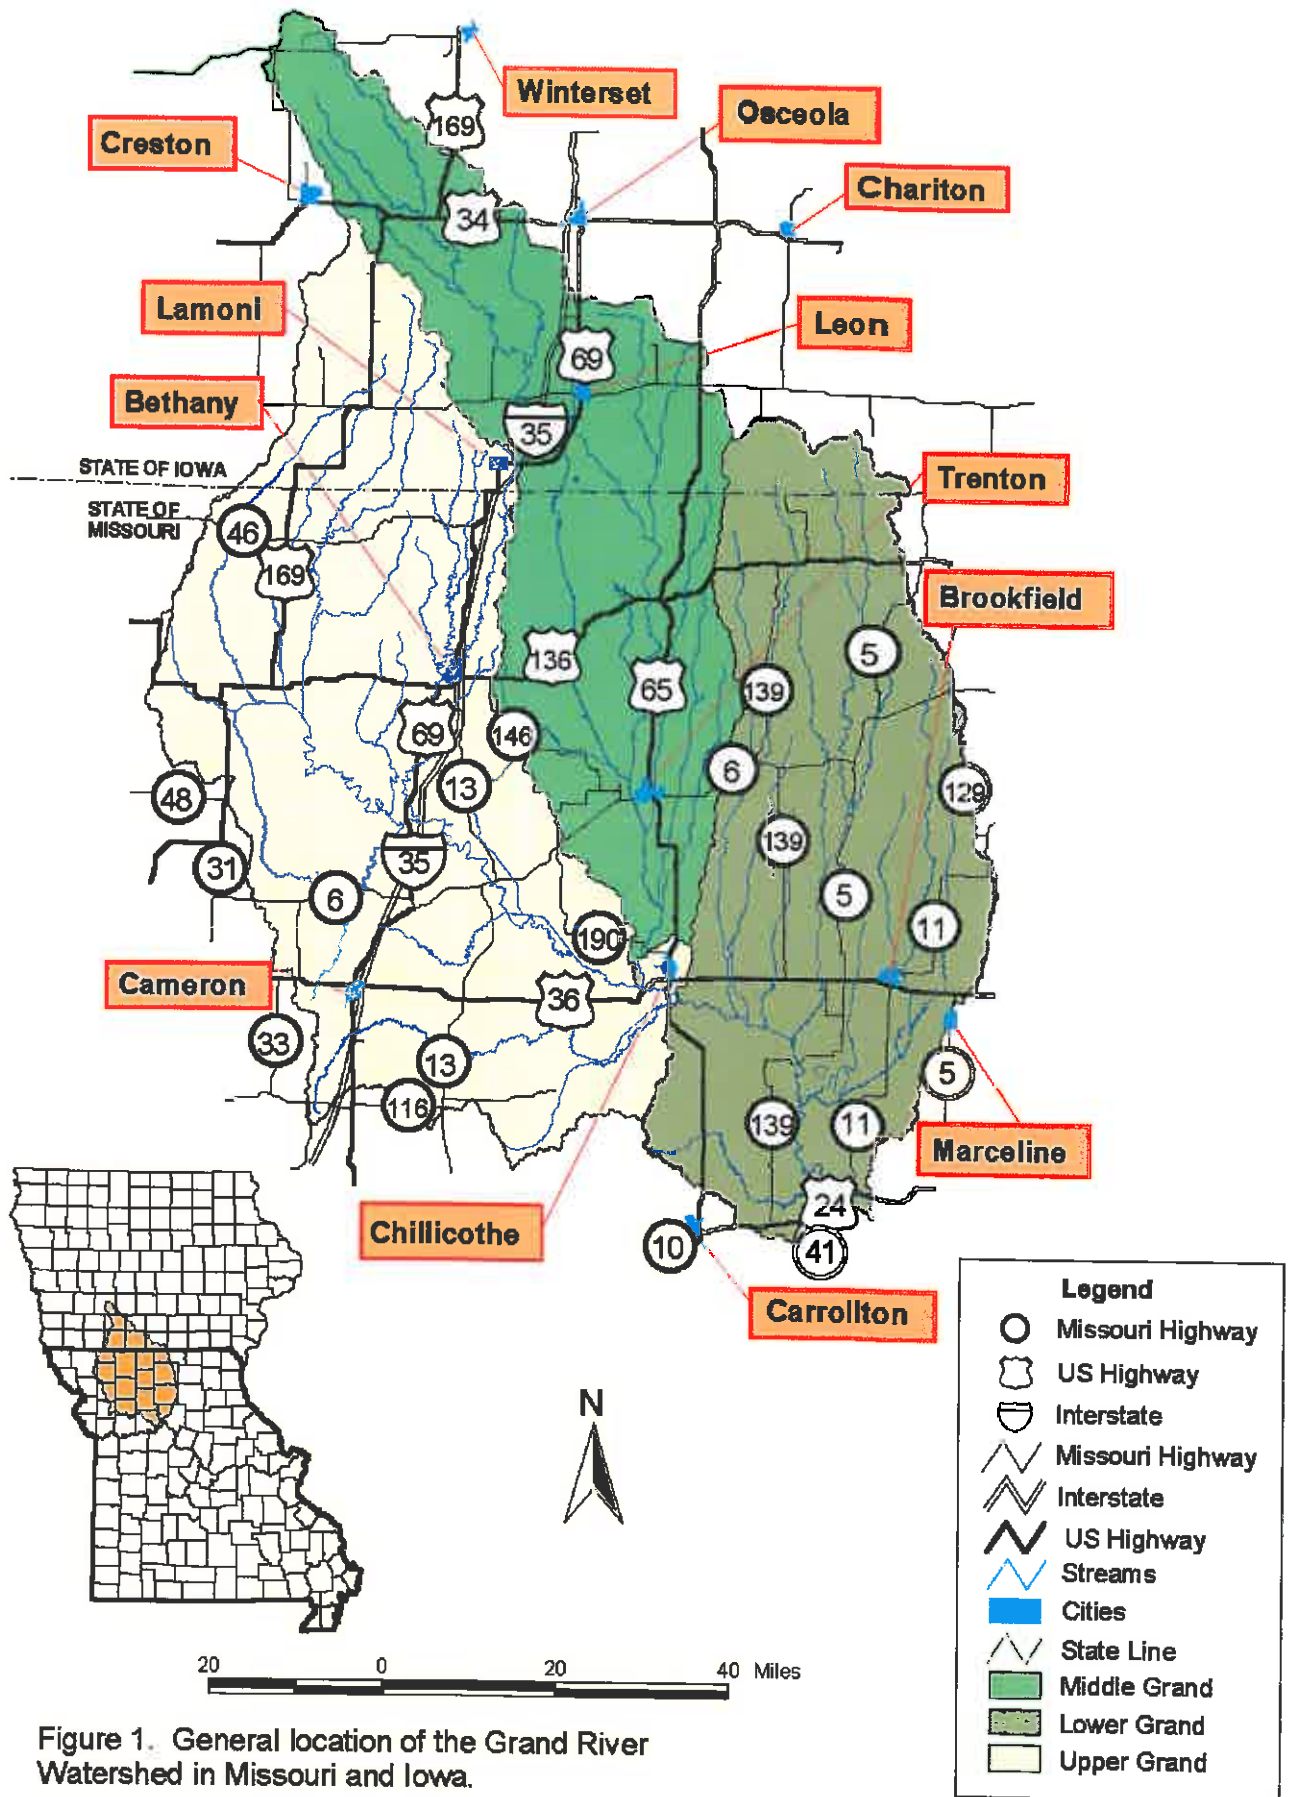 Winterset
Osceola
Creston
169
Chariton
34
Lamoni
Leon
69
Bethany
35
STATE OF IOWA
Trenton
STATE OF
MISSOURI
46
169
Brookfield
5
136
65
139
69
146
6
48
13
129
139
31
35
6
5
11
190
Cameron
36
33
13
5
116
139
11
Marceline
24
Chillicothe
10
41
Carrollton
Legend
Missouri Highway
US Highway
Interstate
Missouri Highway
Interstate
US Highway
Streams
Cities
State Line
Middle Grand
Lower Grand
Upper Grand
N
20 0 20 40 Miles
Figure 1. General location of the Grand River
Watershed in Missouri and Iowa.